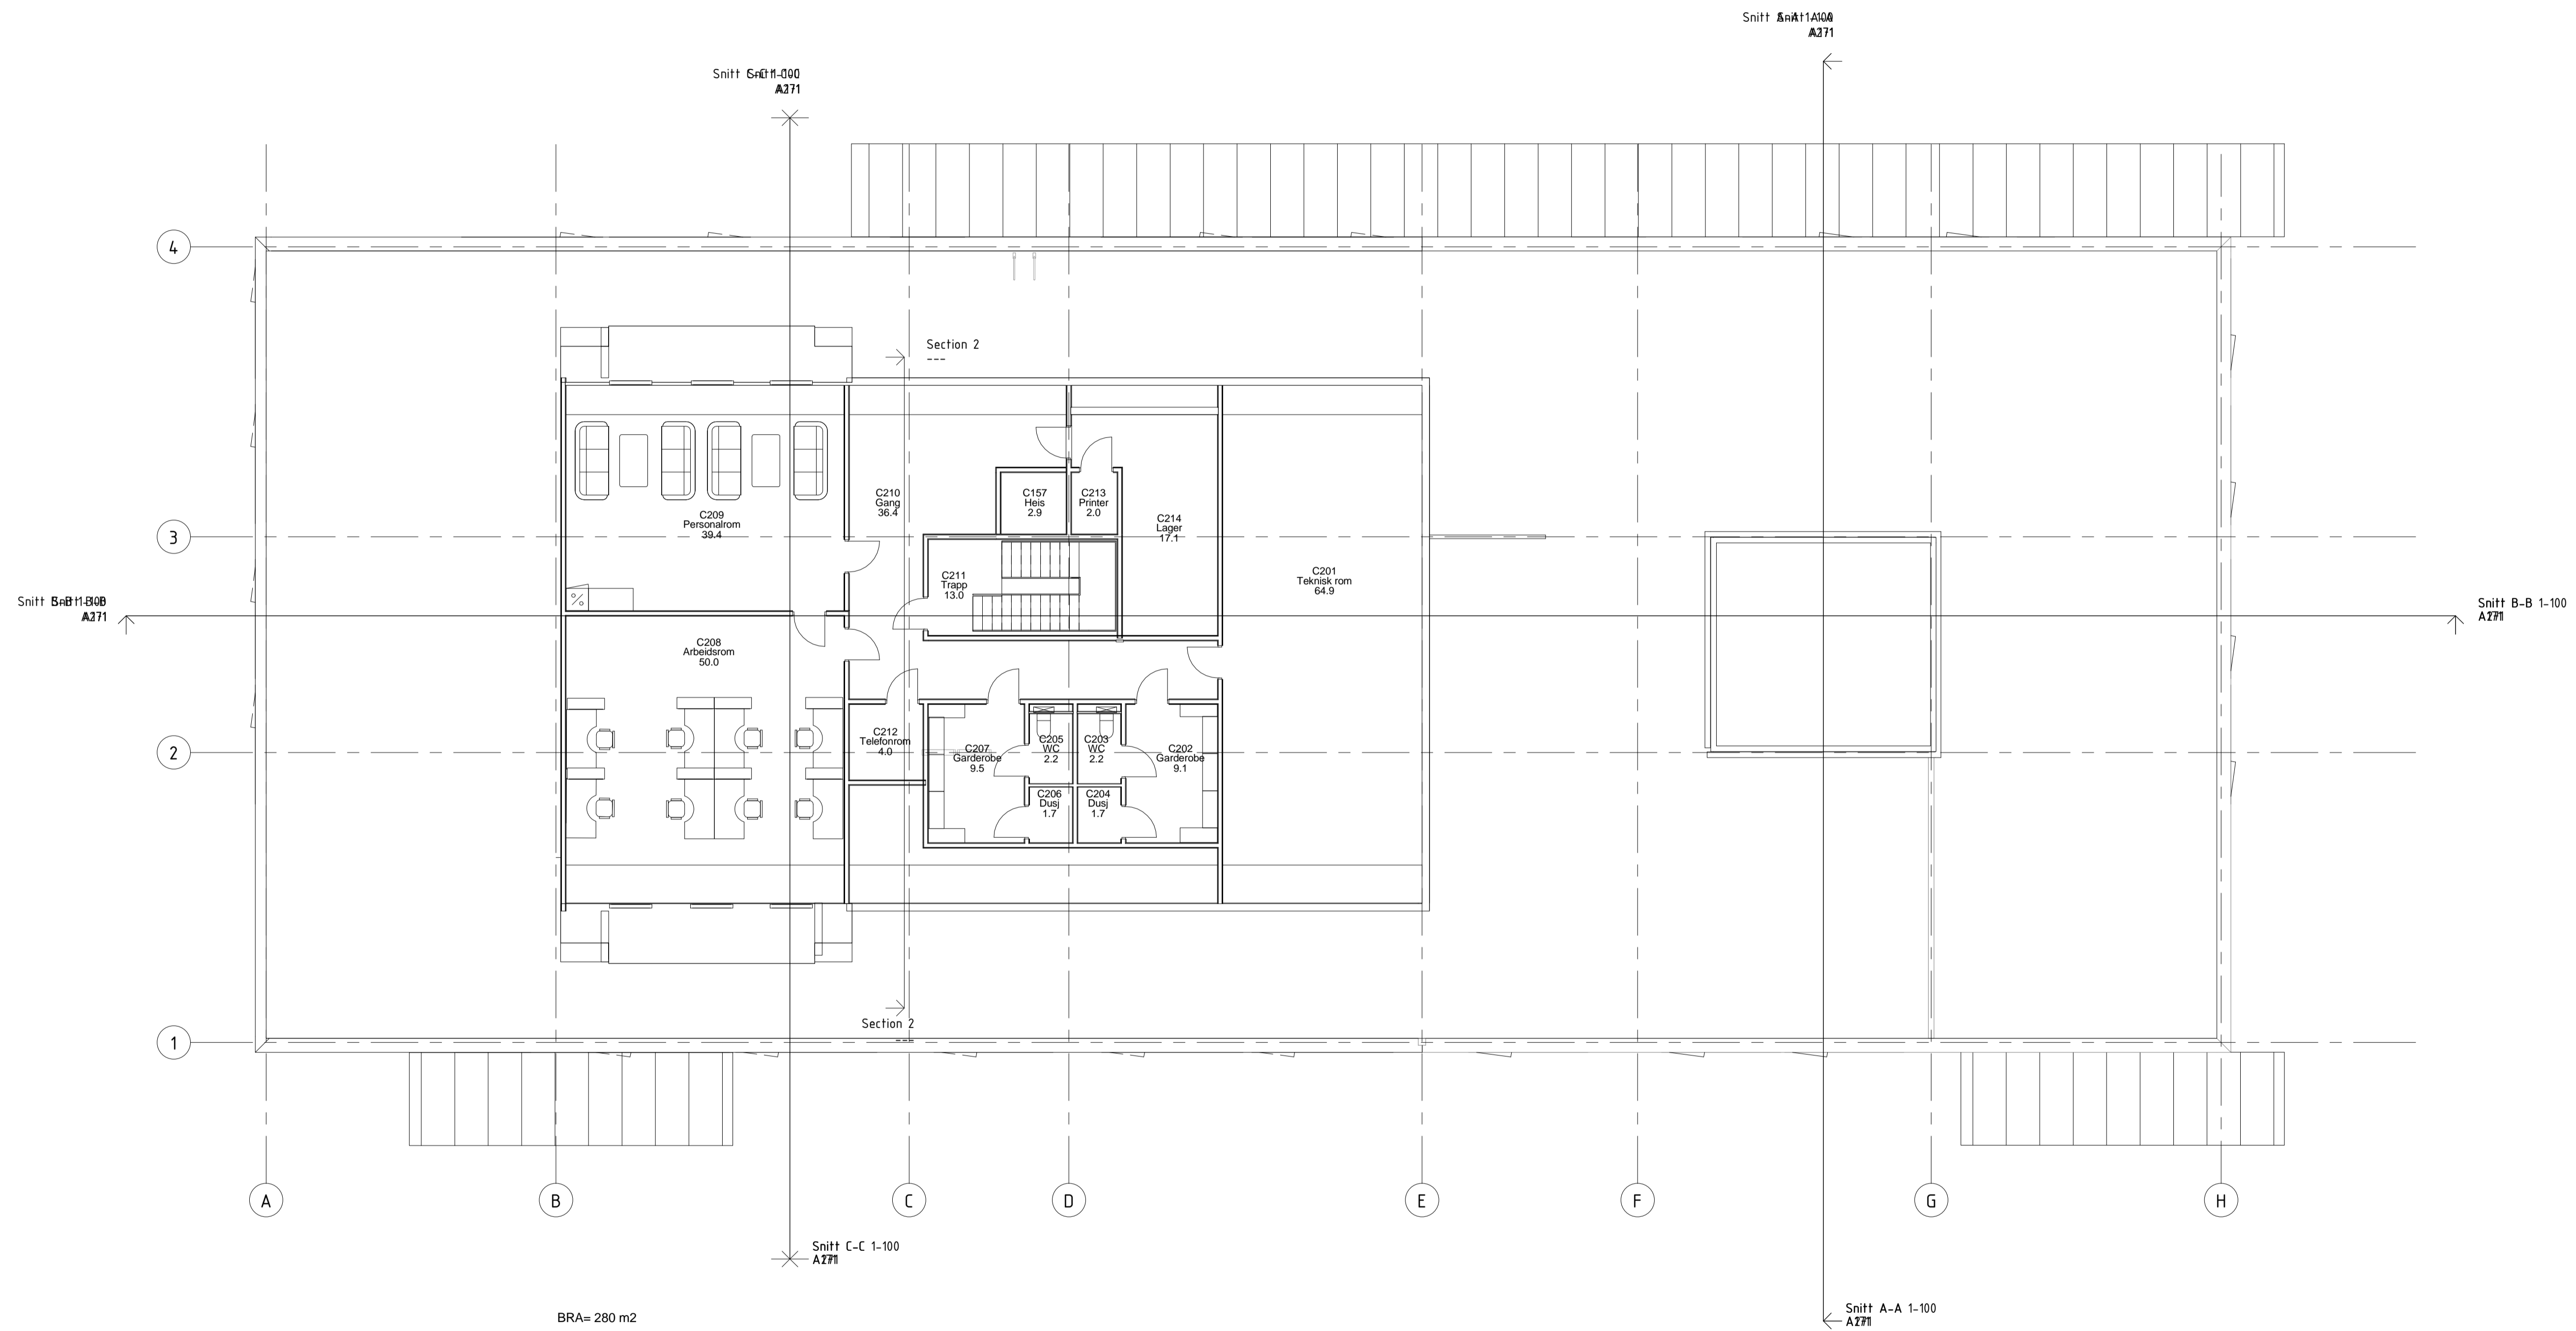 Snitt A-A 1-100
A271
Snitt C-C 1-100
A271
4
Section 2
---
C210
Gang
36.4
C157
Heis
2.9
C213
Printer
2.0
C209
Personalrom
39.4
C214
Lager
17.1
3
C211
Trapp
13.0
C201
Teknisk rom
64.9
Snitt B-B 1-100
A271
Snitt B-B 1-100
C208
Arbeidsrom
50.0
C212
Telefonrom
4.0
C207
Garderobe
9.5
C205
WC
2.2
C203
WC
2.2
C202
Garderobe
9.1
2
C206
Dusj
1.7
C204
Dusj
1.7
Section 2
---
1
A
B
C
D
E
F
G
H
Snitt C-C 1-100
Snitt A-A 1-100
BRA= 280 m2